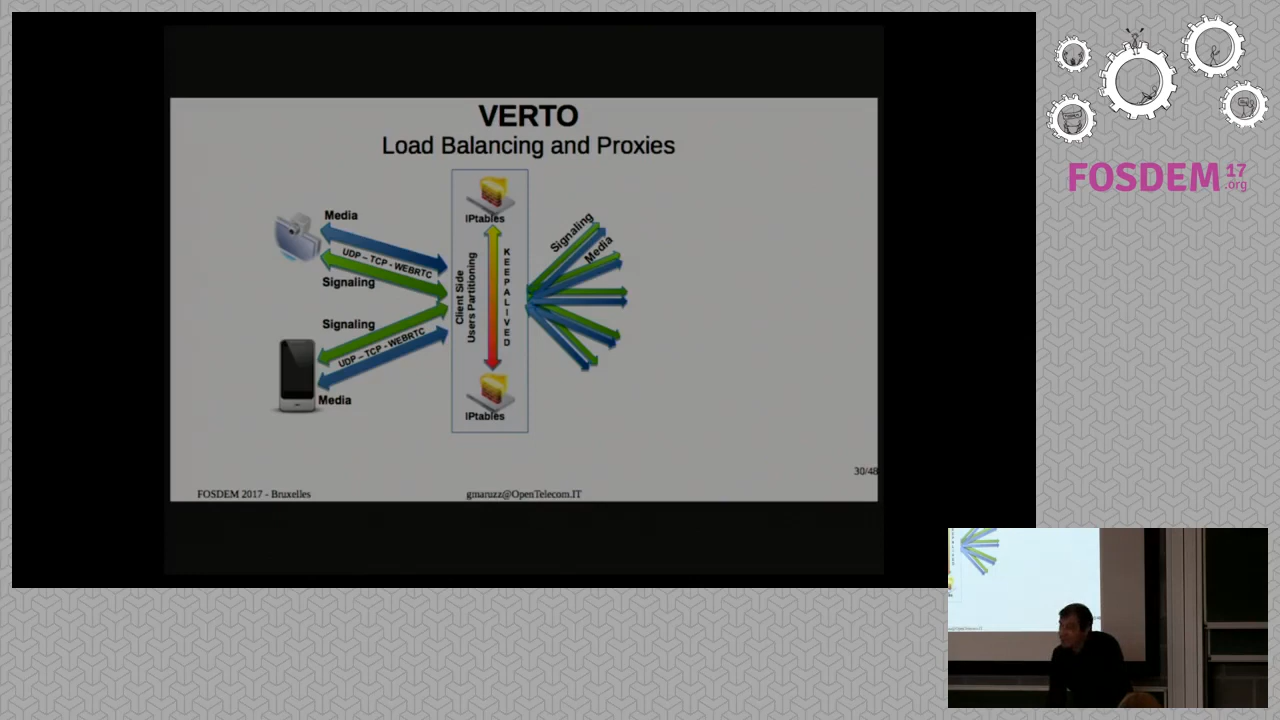 VERTO
Load Balancing and Proxies
IPtables
Media
UDP – TCP - WEBRTC
Signaling
Signaling
UDP – TCP - WEBRTC
Media
Client Side
Users Partitioning
KEEPALIVED
Signaling
Media
IPtables
30/48
FOSDEM 2017 - Bruxelles
gmaruzz@OpenTelecom.IT
FOSDEM 17
.org